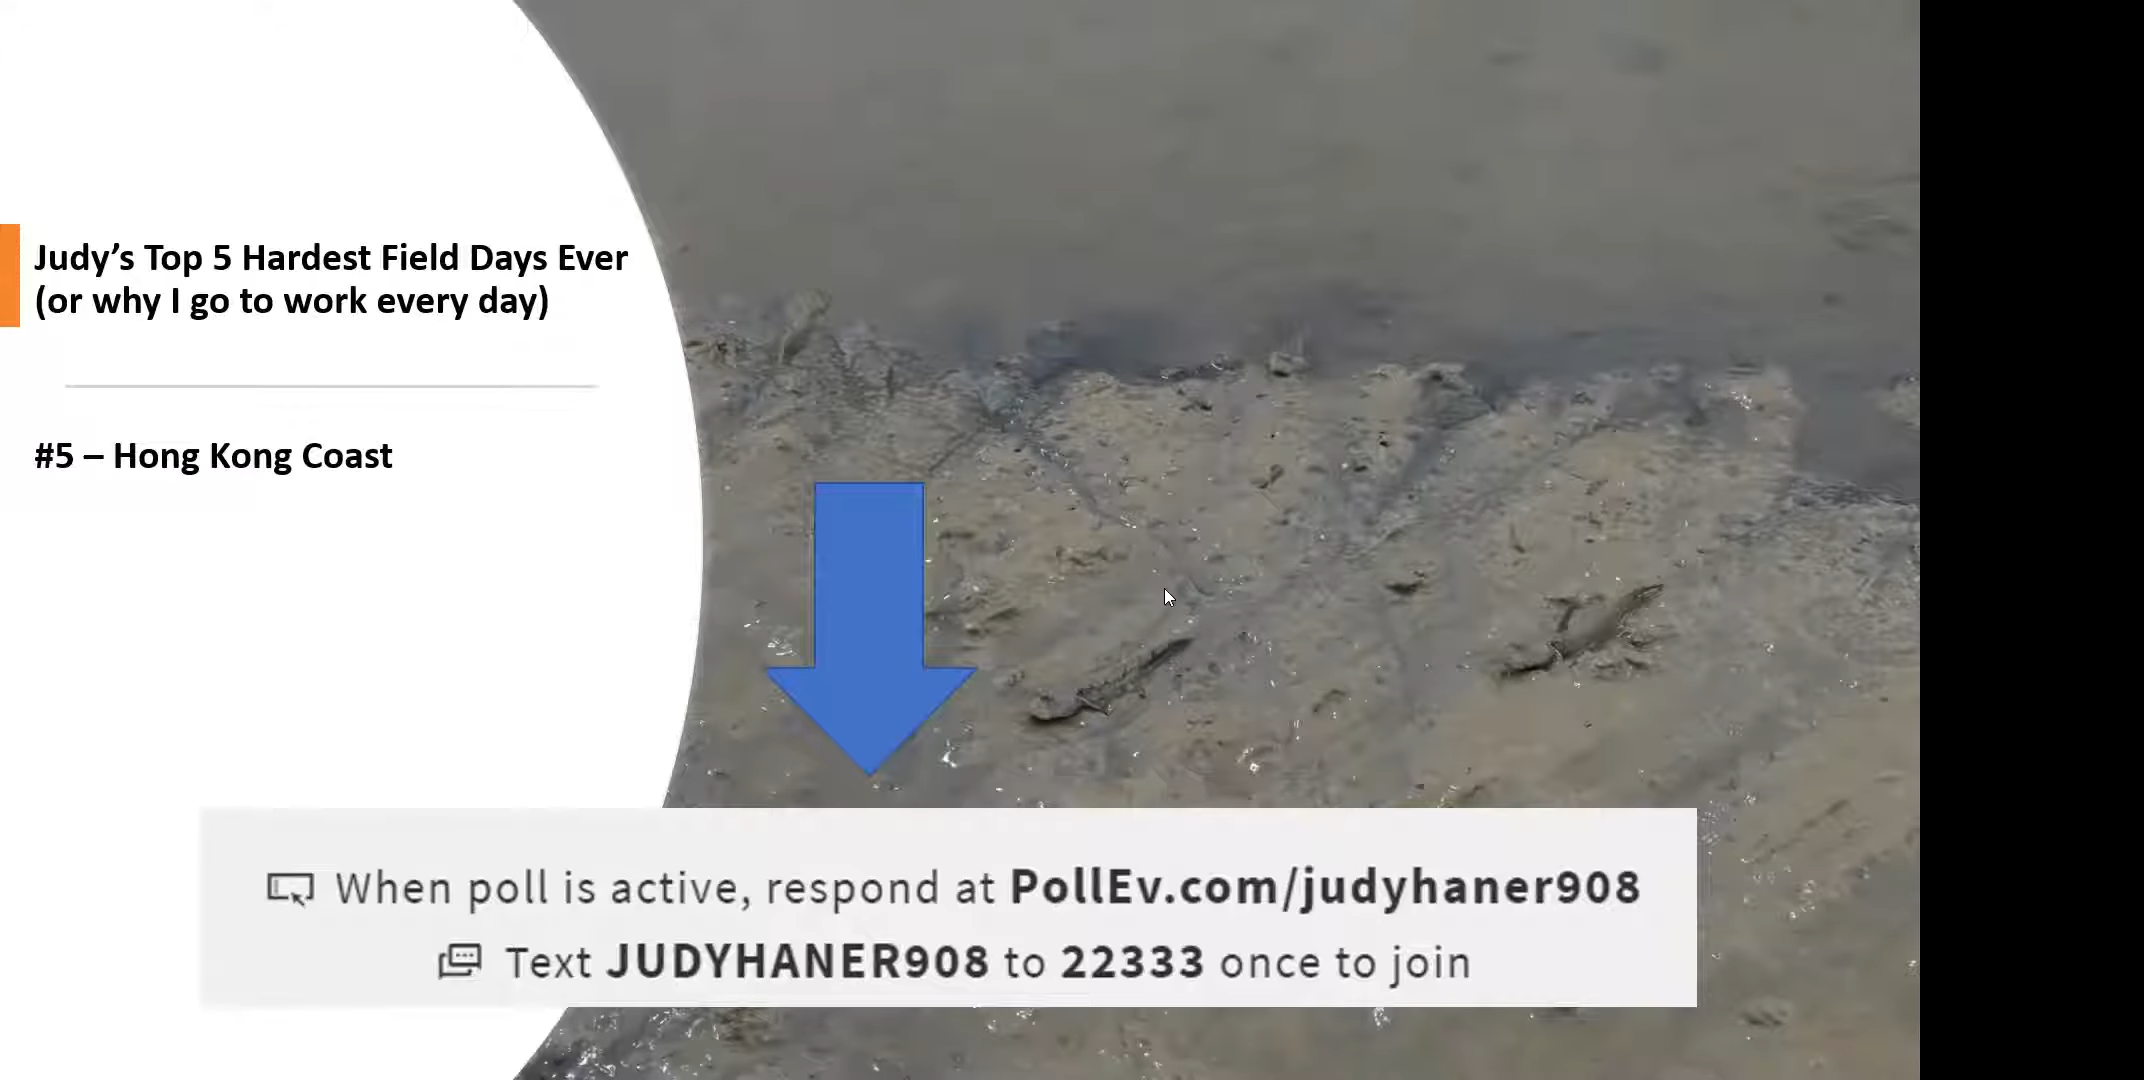 Judy’s Top 5 Hardest Field Days Ever
(or why I go to work every day)
#5 – Hong Kong Coast
When poll is active, respond at PollEv.com/judyhaner908
Text JUDYHANER908 to 22333 once to join